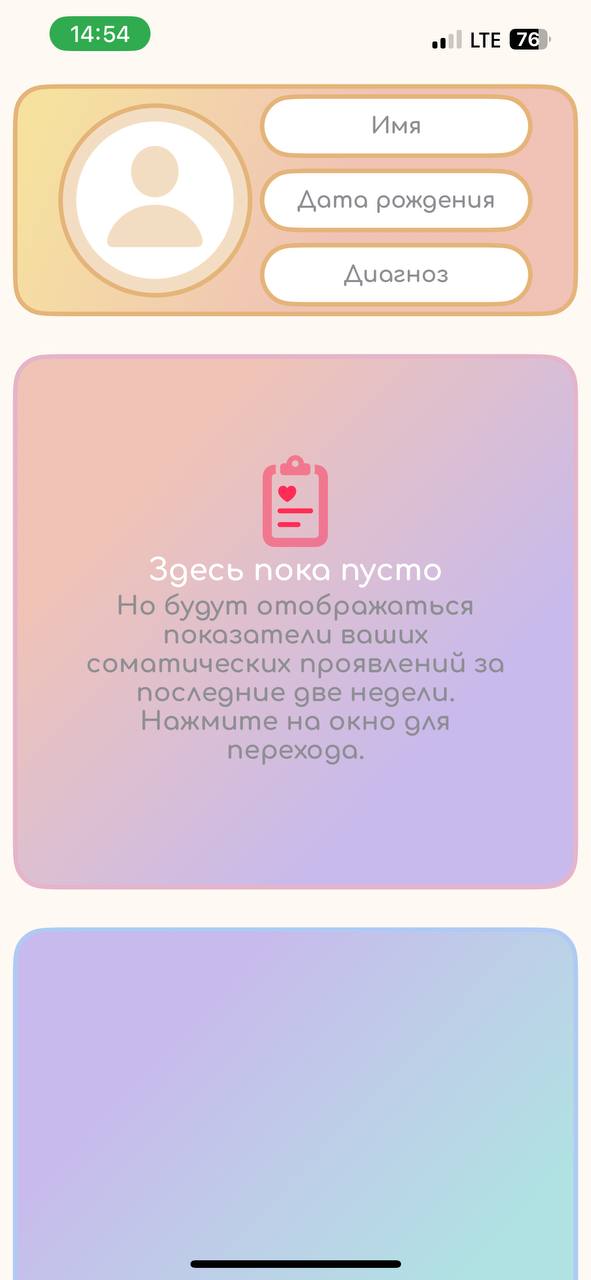 14:54
LTE
76
Имя
Дата рождения
Диагноз
Здесь пока пусто
Но будут отображаться
показатели ваших
соматических проявлений за
последние две недели.
Нажмите на окно для
перехода.